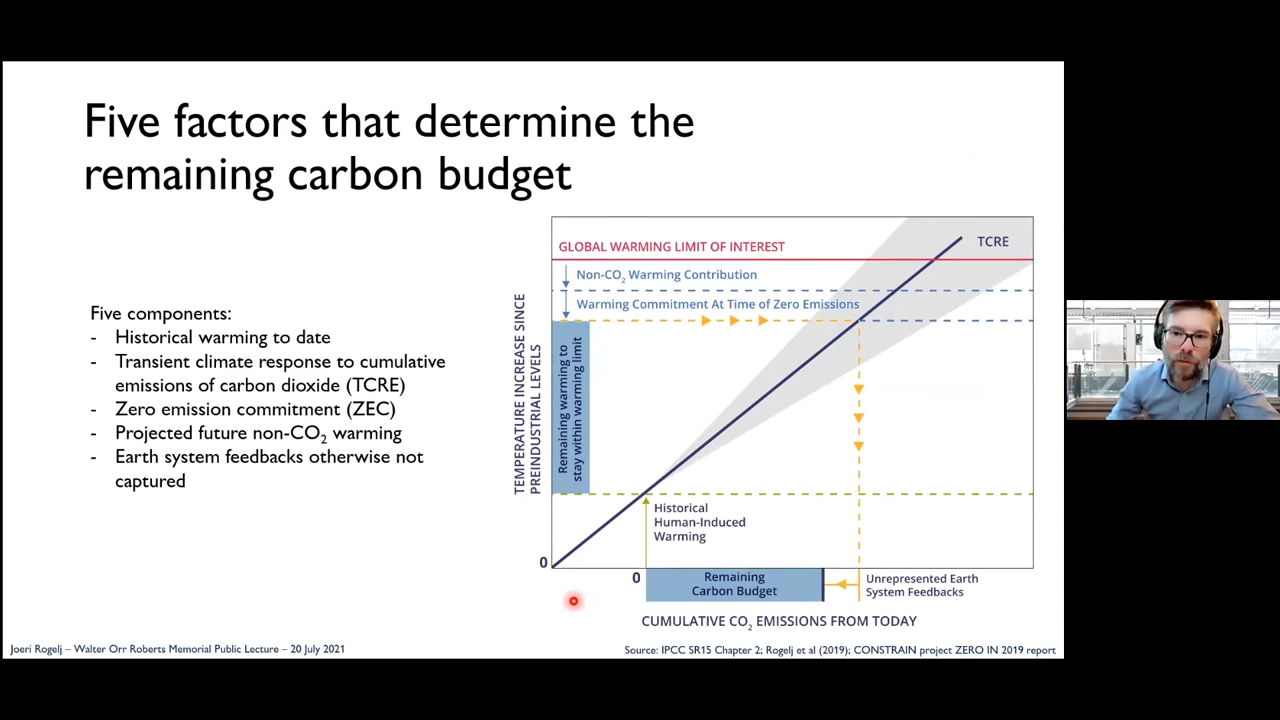 Five factors that determine the
remaining carbon budget
Five components:
- Historical warming to date
- Transient climate response to cumulative
emissions of carbon dioxide (TCRE)
- Zero emission commitment (ZEC)
- Projected future non-CO₂ warming
- Earth system feedbacks otherwise not
captured
TEMPERATURE INCREASE SINCE
PREINDUSTRIAL LEVELS
GLOBAL WARMING LIMIT OF INTEREST
TCRE
Non-CO₂ Warming Contribution
Warming Commitment At Time of Zero Emissions
Remaining warming to
stay within warming limit
Historical
Human-Induced
Warming
0
0
Remaining
Carbon Budget
Unrepresented Earth
System Feedbacks
CUMULATIVE CO₂ EMISSIONS FROM TODAY
Joeri Rogelj – Walter Orr Roberts Memorial Public Lecture – 20 July 2021
Source: IPCC SR15 Chapter 2; Rogelj et al (2019); CONSTRAIN project ZERO IN 2019 report